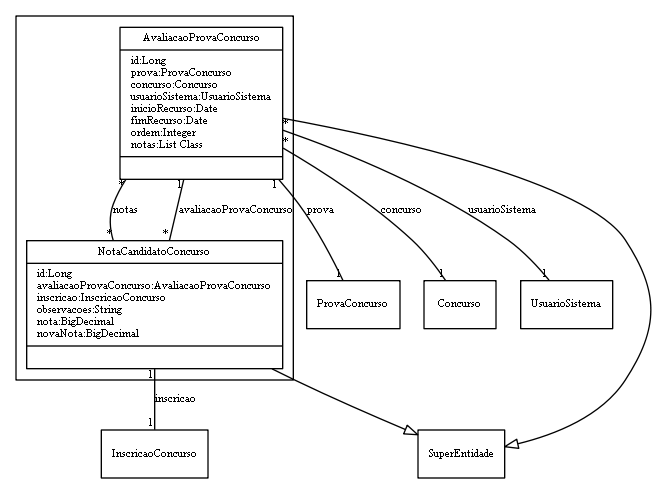 AvaliacaoProvaConcurso
id:Long
prova:ProvaConcurso
concurso:Concurso
usuarioSistema:UsuarioSistema
inicioRecurso:Date
fimRecurso:Date
ordem:Integer
notas:List Class
*
*
*
1
1
notas
avaliacaoProvaConcurso
prova
concurso
usuarioSistema
*
*
NotaCandidatoConcurso
id:Long
avaliacaoProvaConcurso:AvaliacaoProvaConcurso
inscricao:InscricaoConcurso
observacoes:String
nota:BigDecimal
novaNota:BigDecimal
1
1
1
ProvaConcurso
Concurso
UsuarioSistema
1
inscricao
1
InscricaoConcurso
SuperEntidade